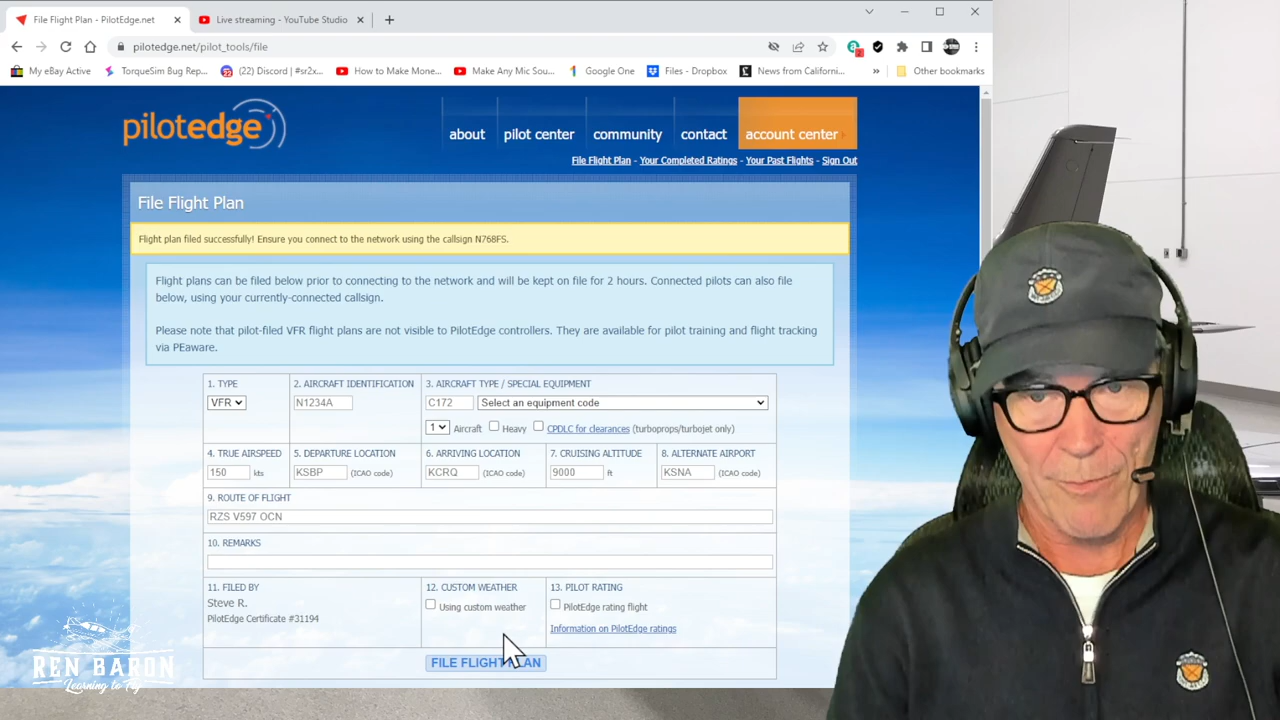 File Flight Plan - PilotEdge.net
Live streaming - YouTube Studio
pilotedge.net/pilot_tools/file
2
My eBay Active
TorqueSim Bug Rep...
(22) Discord | #sr2x...
How to Make Mone...
Make Any Mic Sou...
Google One
Files - Dropbox
News from Californi...
Other bookmarks
pilotedge
about
pilot center
community
contact
account center
File Flight Plan - Your Completed Ratings - Your Past Flights - Sign Out
File Flight Plan
Flight plan filed successfully! Ensure you connect to the network using the callsign N768FS.
Flight plans can be filed below prior to connecting to the network and will be kept on file for 2 hours. Connected pilots can also file
below, using your currently-connected callsign.
Please note that pilot-filed VFR flight plans are not visible to PilotEdge controllers. They are available for pilot training and flight tracking
via PEaware.
1. TYPE
2. AIRCRAFT IDENTIFICATION
3. AIRCRAFT TYPE / SPECIAL EQUIPMENT
VFR
N1234A
C172
Select an equipment code
1 Aircraft
Heavy
CPDLC for clearances (turboprops/turbojet only)
4. TRUE AIRSPEED
5. DEPARTURE LOCATION
6. ARRIVING LOCATION
7. CRUISING ALTITUDE
8. ALTERNATE AIRPORT
150 kts
KSBP (ICAO code)
KCRQ (ICAO code)
9000 ft
KSNA (ICAO code)
9. ROUTE OF FLIGHT
RZS V597 OCN
10. REMARKS
11. FILED BY
12. CUSTOM WEATHER
13. PILOT RATING
Steve R.
Using custom weather
PilotEdge rating flight
PilotEdge Certificate #31194
Information on PilotEdge ratings
FILE FLIGHT PLAN
REN BARON
Learning to Fly